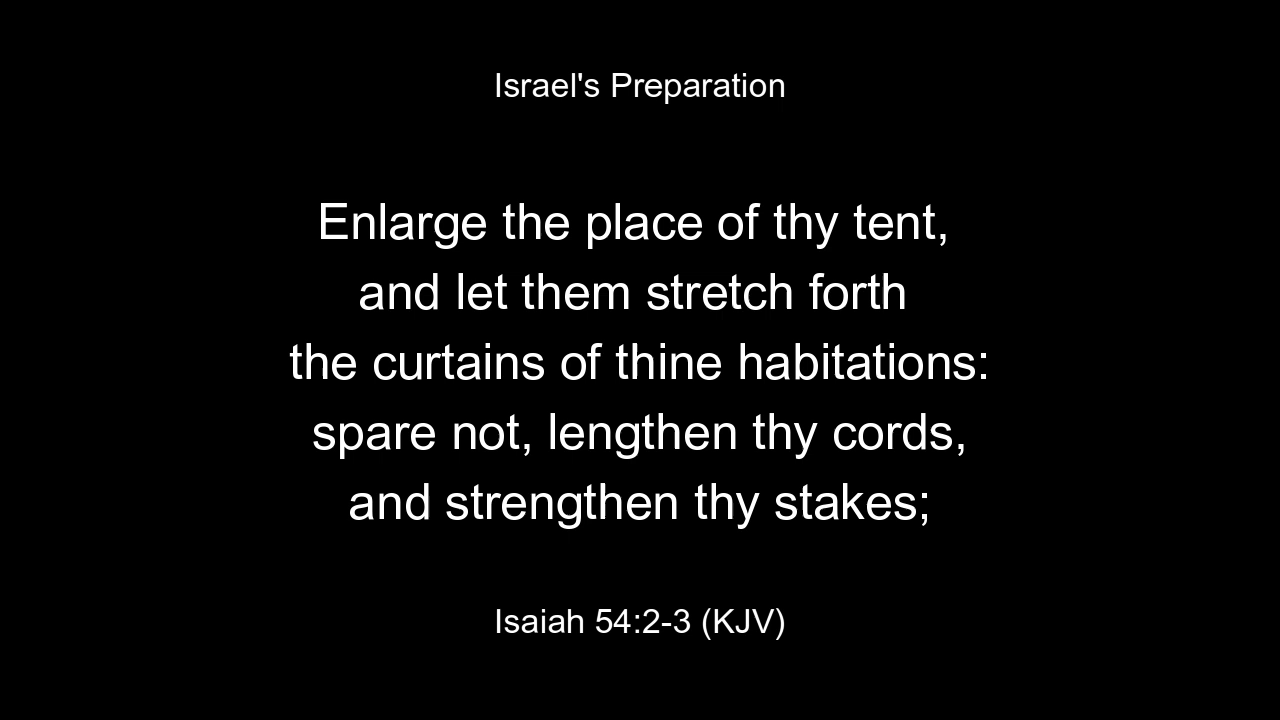 Israel's Preparation
Enlarge the place of thy tent,
and let them stretch forth
the curtains of thine habitations:
spare not, lengthen thy cords,
and strengthen thy stakes;
Isaiah 54:2-3 (KJV)